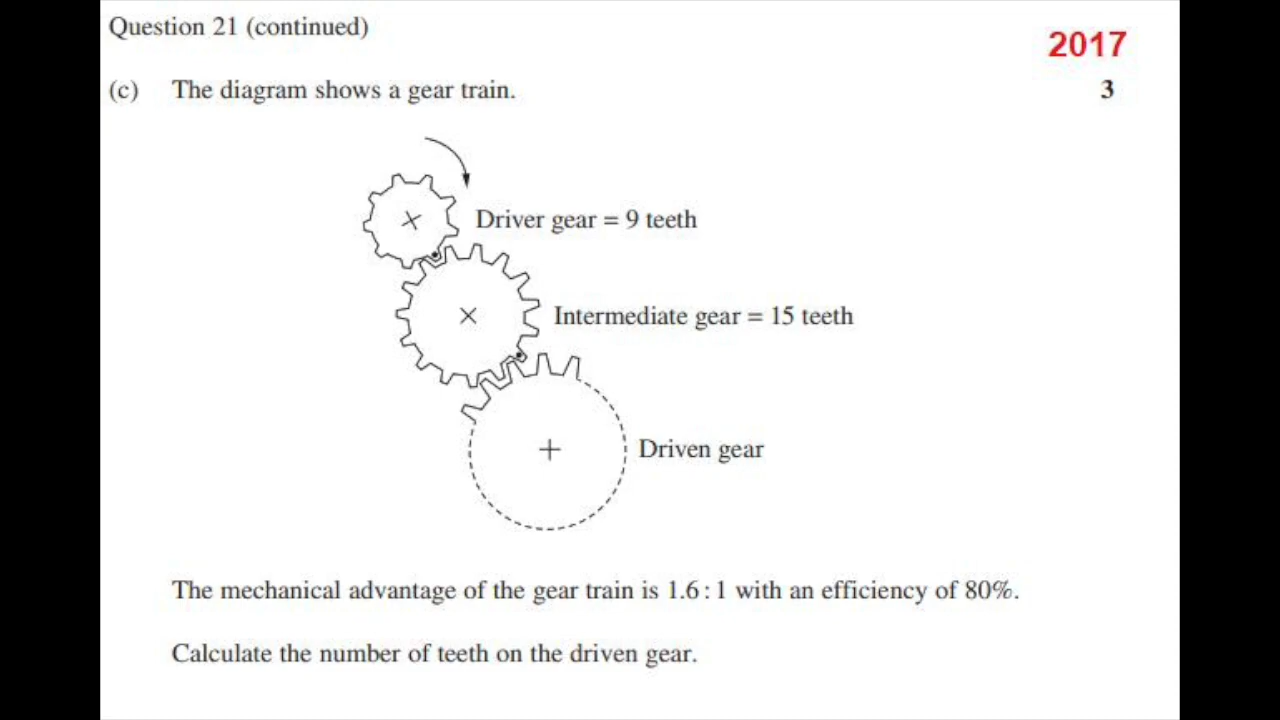 Question 21 (continued)
2017
(c) The diagram shows a gear train.
3
Driver gear = 9 teeth
Intermediate gear = 15 teeth
Driven gear
The mechanical advantage of the gear train is 1.6 : 1 with an efficiency of 80%.
Calculate the number of teeth on the driven gear.